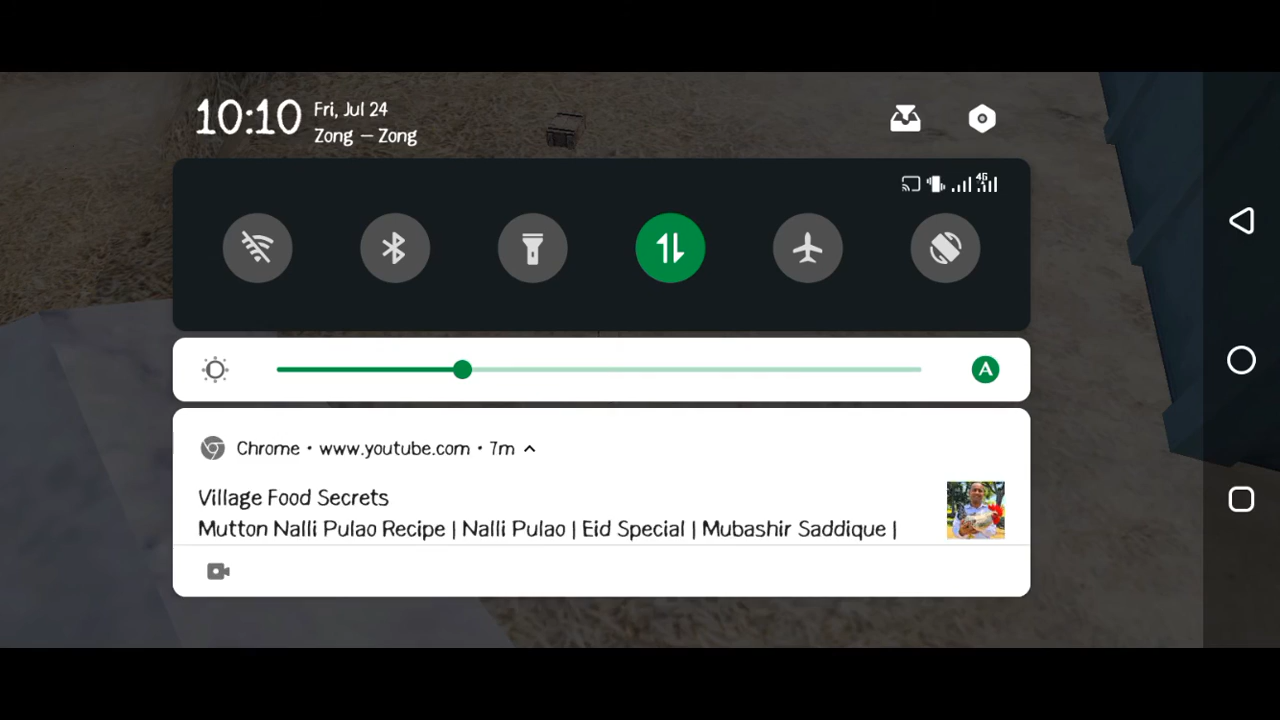 10:10
Fri, Jul 24
Zong — Zong
4G
A
Chrome • www.youtube.com • 7m
Village Food Secrets
Mutton Nalli Pulao Recipe | Nalli Pulao | Eid Special | Mubashir Saddique |